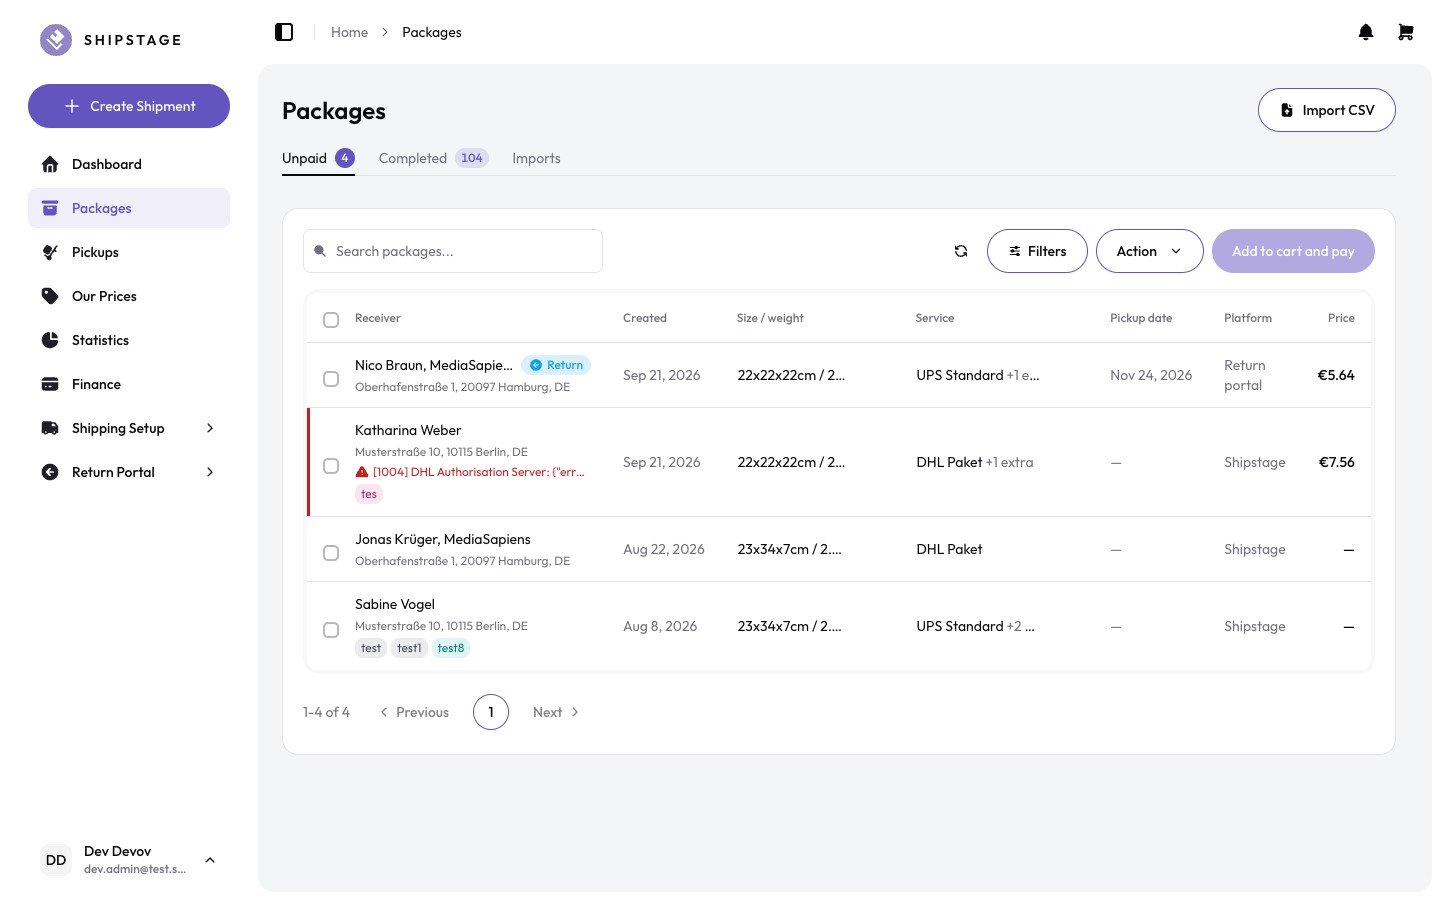 SHIPSTAGE
Home
Packages
Create Shipment
Dashboard
Packages
Pickups
Our Prices
Statistics
Finance
Shipping Setup
Return Portal
DD
Dev Devov
dev.admin@test.s...
Packages
Import CSV
Unpaid 4
Completed 104
Imports
Search packages...
Filters
Action
Add to cart and pay
Receiver
Created
Size / weight
Service
Pickup date
Platform
Price
Nico Braun, MediaSapie...
Return
Oberhafenstraße 1, 20097 Hamburg, DE
Sep 21, 2026
22x22x22cm / 2...
UPS Standard +1 e...
Nov 24, 2026
Return
portal
€5.64
Katharina Weber
Musterstraße 10, 10115 Berlin, DE
[1004] DHL Authorisation Server: {"err...
tes
Sep 21, 2026
22x22x22cm / 2...
DHL Paket +1 extra
—
Shipstage
€7.56
Jonas Krüger, MediaSapiens
Oberhafenstraße 1, 20097 Hamburg, DE
Aug 22, 2026
23x34x7cm / 2....
DHL Paket
—
Shipstage
—
Sabine Vogel
Musterstraße 10, 10115 Berlin, DE
test test1 test8
Aug 8, 2026
23x34x7cm / 2....
UPS Standard +2 ...
—
Shipstage
—
1-4 of 4
Previous
1
Next